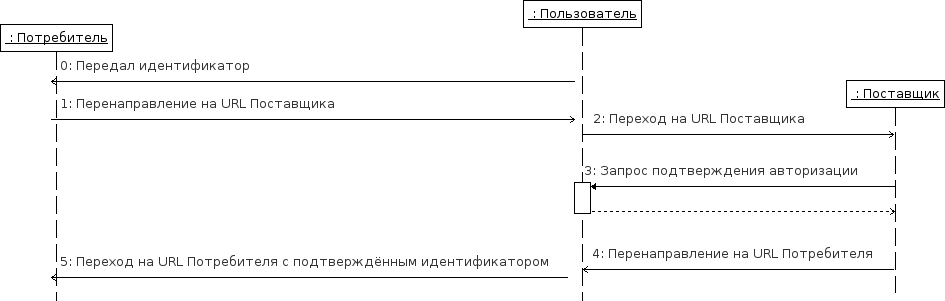 : Пользователь
: Потребитель
0: Передал идентификатор
: Поставщик
1: Перенаправление на URL Поставщика
2: Переход на URL Поставщика
3: Запрос подтверждения авторизации
4: Перенаправление на URL Потребителя
5: Переход на URL Потребителя с подтверждённым идентификатором